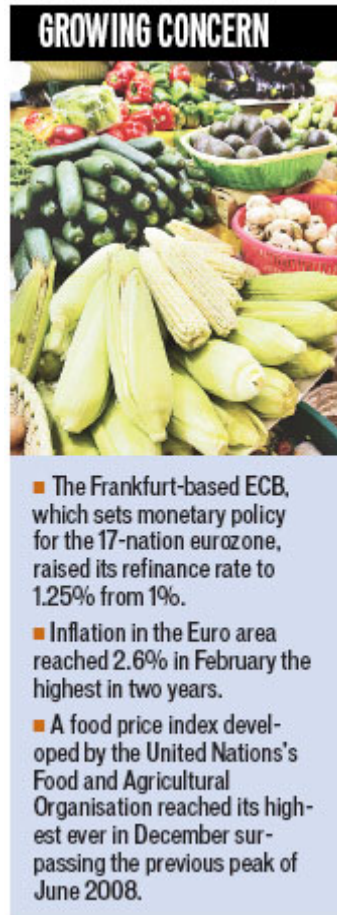 GROWING CONCERN
■ The Frankfurt-based ECB,
which sets monetary policy
for the 17-nation eurozone,
raised its refinance rate to
1.25% from 1%.
■ Inflation in the Euro area
reached 2.6% in February the
highest in two years.
■ A food price index devel-
oped by the United Nations's
Food and Agricultural
Organisation reached its high-
est ever in December sur-
passing the previous peak of
June 2008.